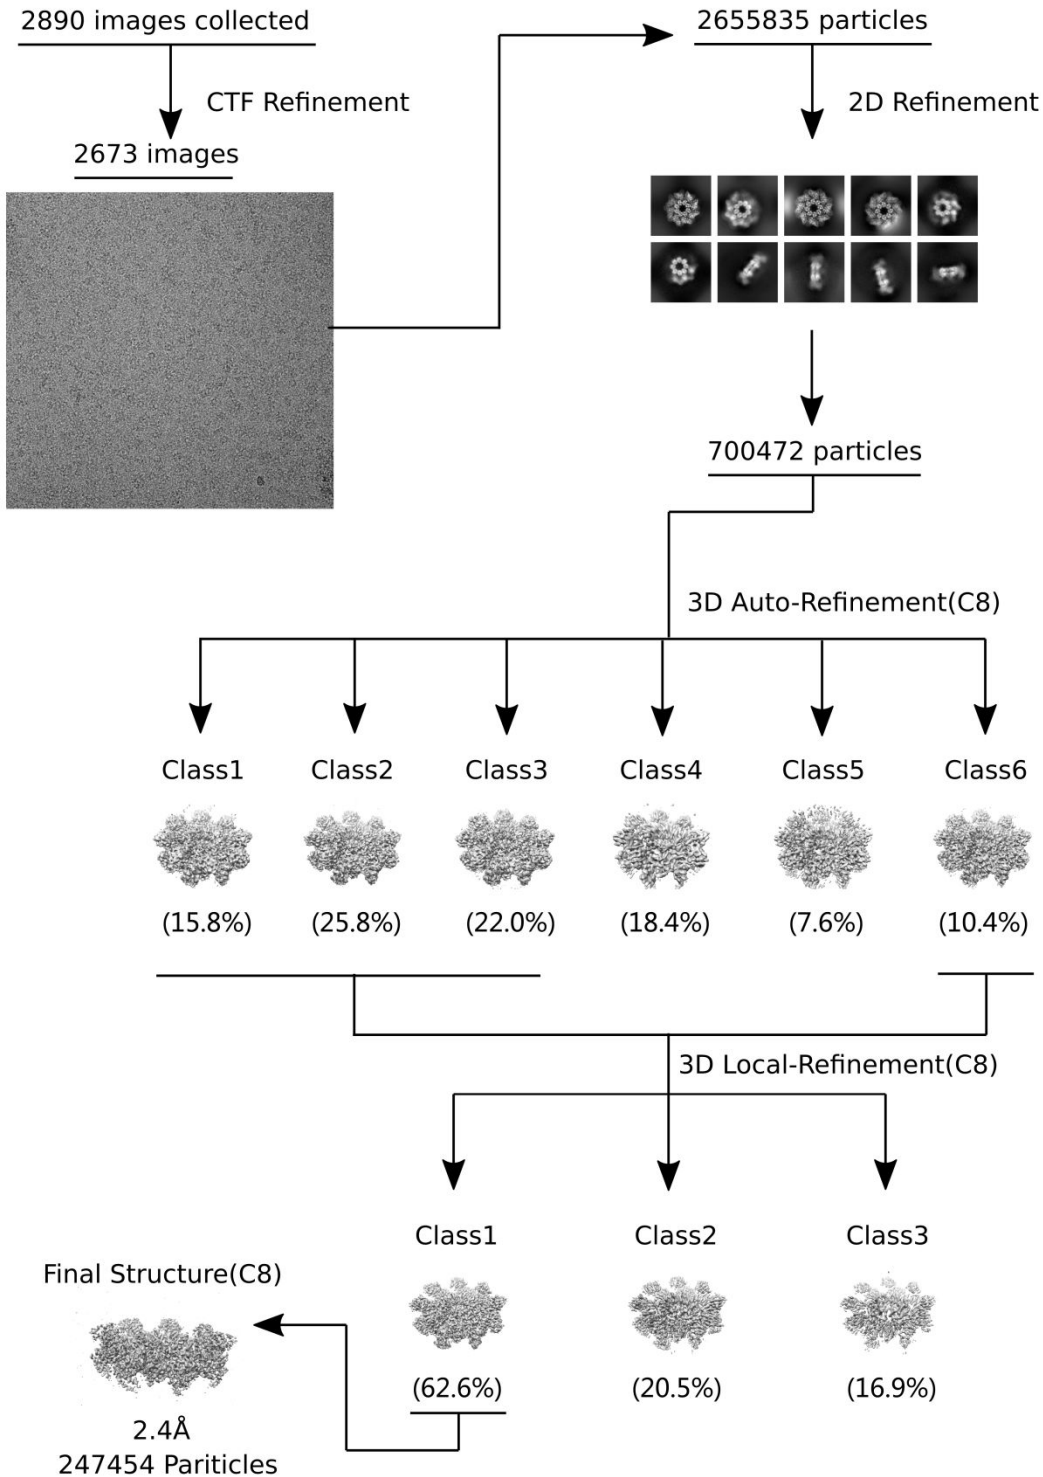 2890 images collected
CTF Refinement
2673 images
2655835 particles
2D Refinement
700472 particles
3D Auto-Refinement(C8)
Class1 Class2 Class3 Class4 Class5 Class6
(15.8%) (25.8%) (22.0%) (18.4%) (7.6%) (10.4%)
3D Local-Refinement(C8)
Class1 Class2 Class3
(62.6%) (20.5%) (16.9%)
Final Structure(C8)
2.4Å
247454 Pariticles